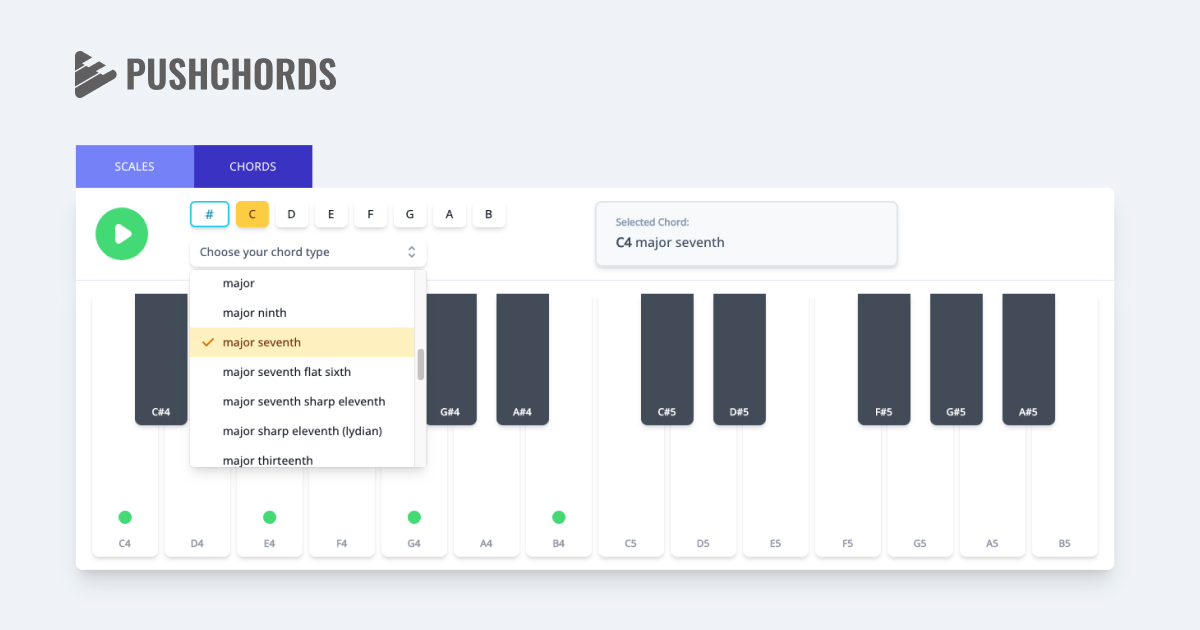 PUSHCHORDS
SCALES CHORDS
# C D E F G A B
Selected Chord:
C4 major seventh
Choose your chord type
major
major ninth
major seventh
major seventh flat sixth
major seventh sharp eleventh
major sharp eleventh (lydian)
major thirteenth
C#4 G#4 A#4 C#5 D#5 F#5 G#5 A#5
C4 D4 E4 F4 G4 A4 B4 C5 D5 E5 F5 G5 A5 B5